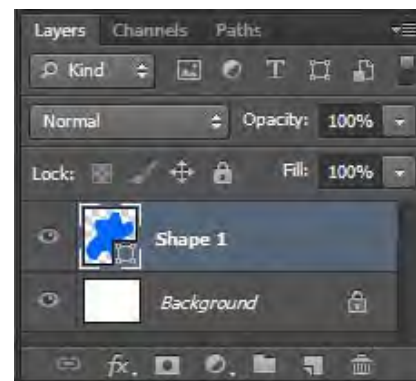 Layers Channels Paths
Kind T
Normal Opacity: 100%
Lock: Fill: 100%
Shape 1
Background
fx.